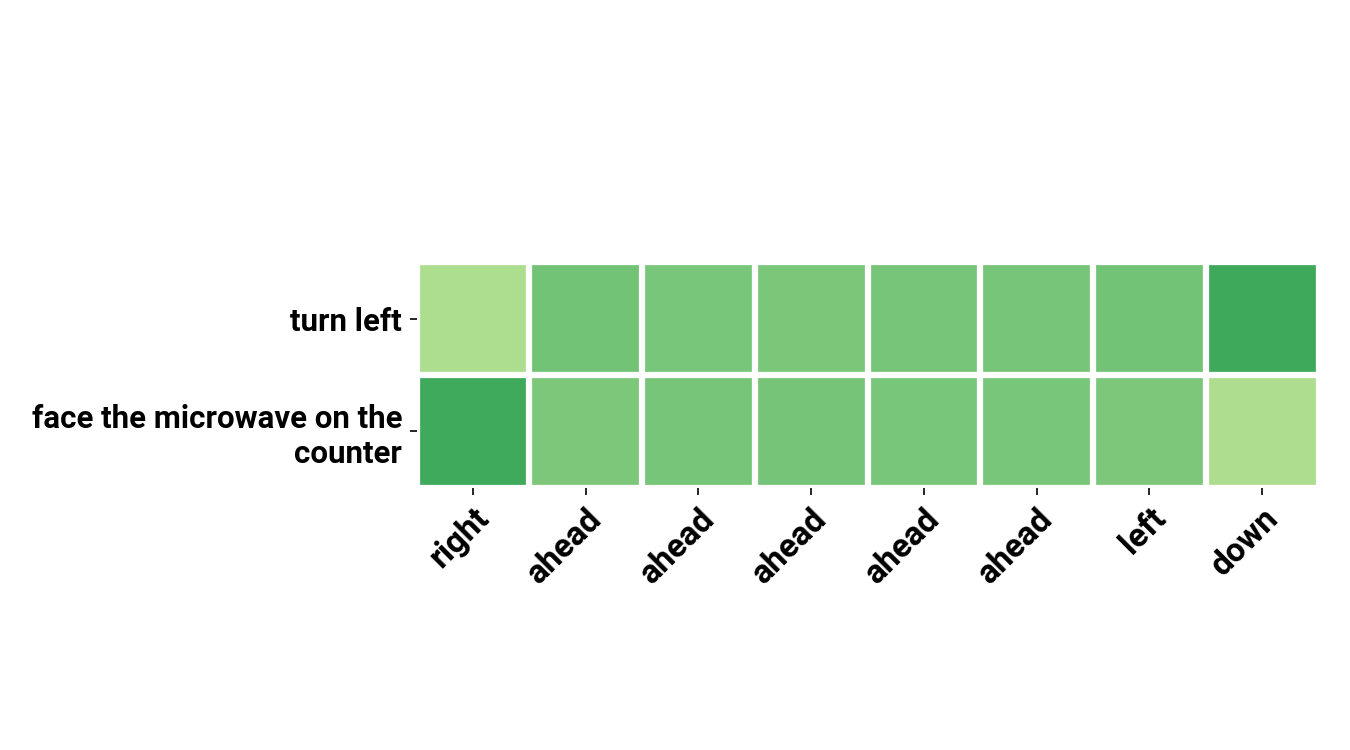 turn left
face the microwave on the
counter
right
ahead
ahead
ahead
ahead
ahead
left
down